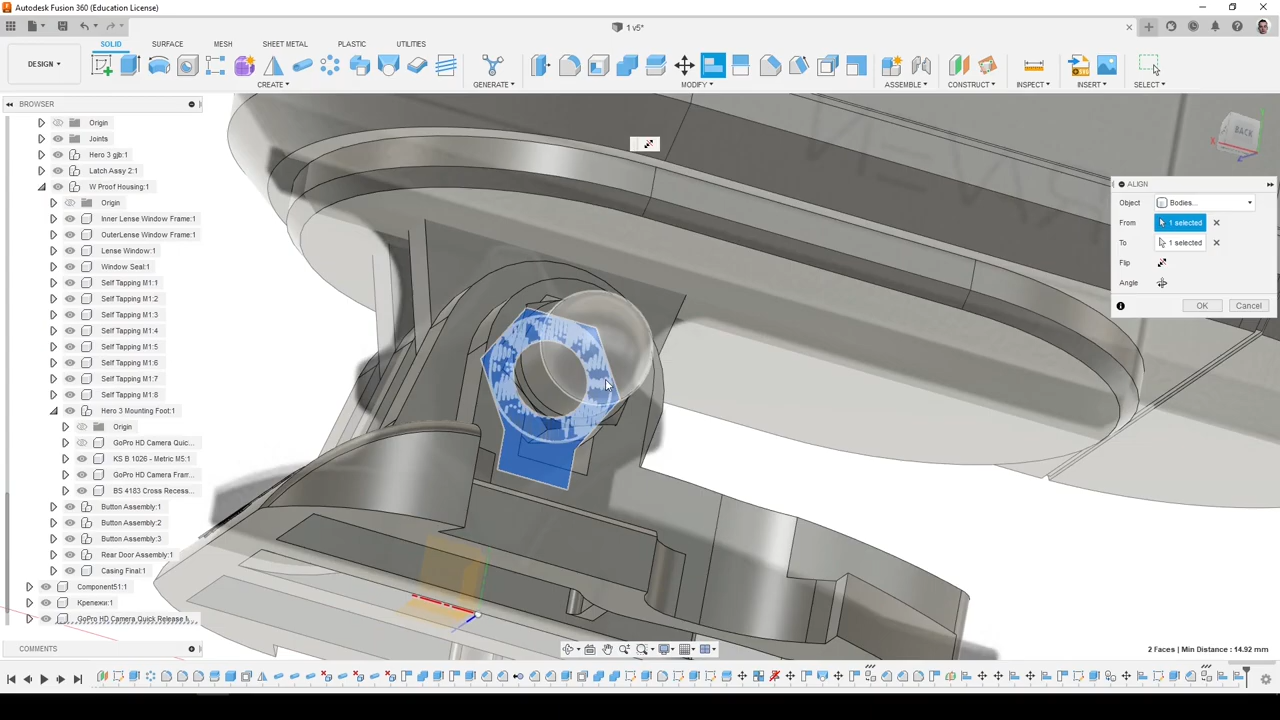 Autodesk Fusion 360 (Education License)
1 v5*
DESIGN ▾
SOLID SURFACE MESH SHEET METAL PLASTIC UTILITIES
CREATE ▾ GENERATE ▾ MODIFY ▾ ASSEMBLE ▾ CONSTRUCT ▾ INSPECT ▾ INSERT ▾ SELECT ▾
BROWSER
Origin
Joints
Hero 3 gjb:1
Latch Assy 2:1
W Proof Housing:1
Origin
Inner Lense Window Frame:1
OuterLense Window Frame:1
Lense Window:1
Window Seal:1
Self Tapping M1:1
Self Tapping M1:2
Self Tapping M1:3
Self Tapping M1:4
Self Tapping M1:5
Self Tapping M1:6
Self Tapping M1:7
Self Tapping M1:8
Hero 3 Mounting Foot:1
Origin
GoPro HD Camera Quic...
KS B 1026 - Metric M5:1
GoPro HD Camera Fram...
BS 4183 Cross Recess...
Button Assembly:1
Button Assembly:2
Button Assembly:3
Rear Door Assembly:1
Casing Final:1
Component51:1
Крепежи:1
GoPro HD Camera Quick Release
COMMENTS
BACK
X
Z
ALIGN
Object Bodies...
From 1 selected
To 1 selected
Flip
Angle
OK Cancel
2 Faces | Min Distance: 14.92 mm